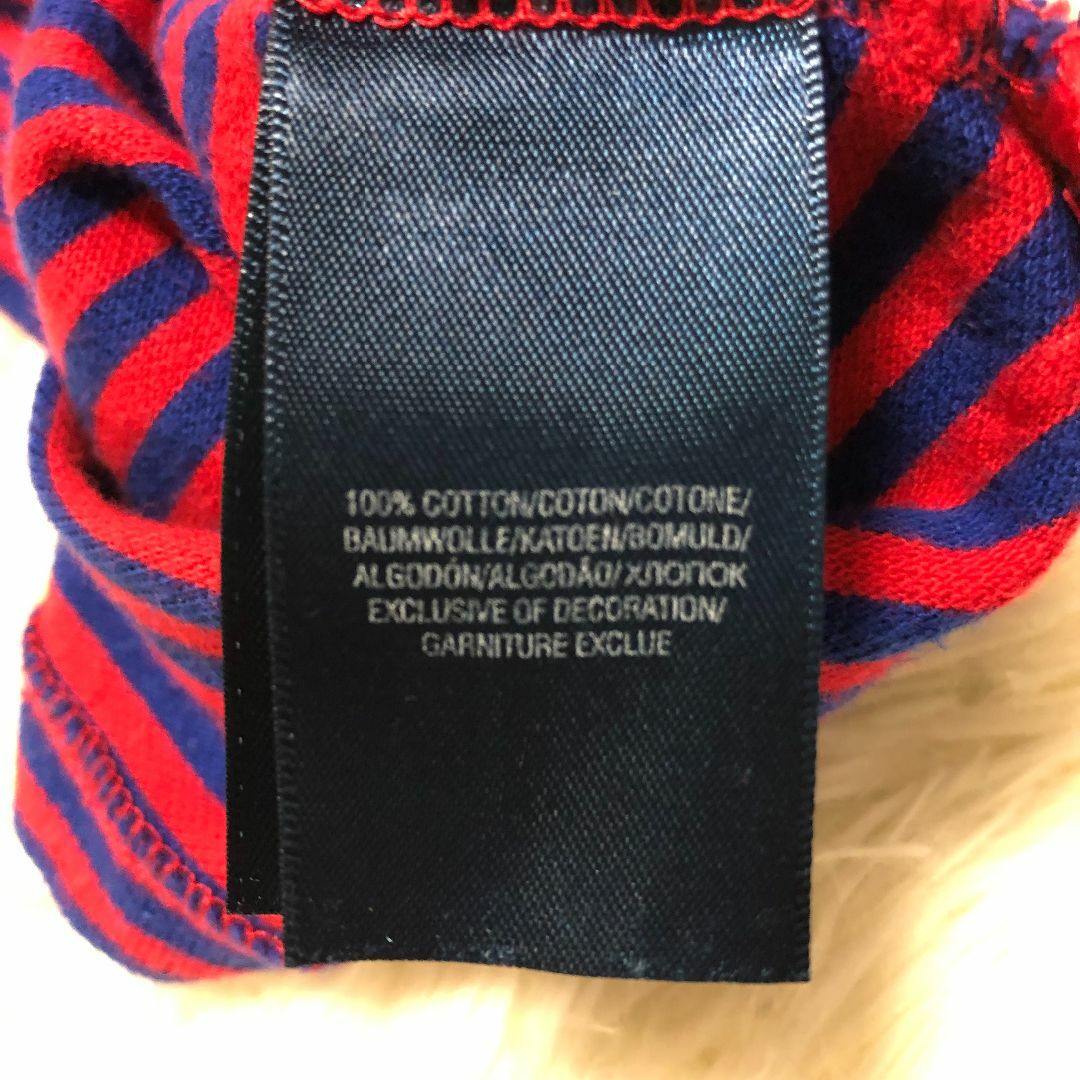 100% COTTON/COTON/COTONE/
BAUMWOLLE/KATOEN/BOMULD/
ALGODÓN/ALGODÃO/ХЛОПОК
EXCLUSIVE OF DECORATION/
GARNITURE EXCLUE